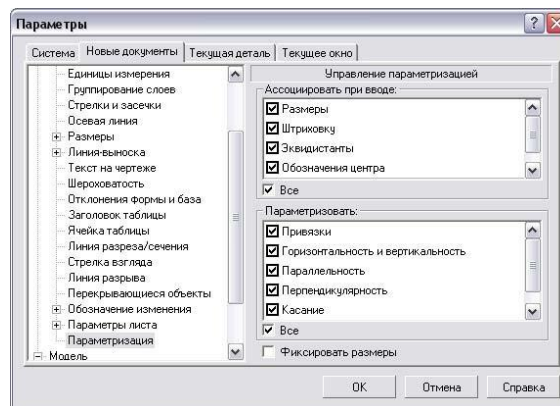 Параметры
Система Новые документы Текущая деталь Текущее окно
Единицы измерения
Группирование слоев
Стрелки и засечки
Осевая линия
Размеры
Линия-выноска
Текст на чертеже
Шероховатость
Отклонения формы и база
Заголовок таблицы
Ячейка таблицы
Линия разреза/сечения
Стрелка взгляда
Линия разрыва
Перекрывающиеся объекты
Обозначение изменения
Параметры листа
Параметризация
Модель
Управление параметризацией
Ассоциировать при вводе:
Размеры
Штриховку
Эквидистанты
Обозначения центра
Все
Параметризовать:
Привязки
Горизонтальность и вертикальность
Параллельность
Перпендикулярность
Касание
Все
Фиксировать размеры
OK Отмена Справка